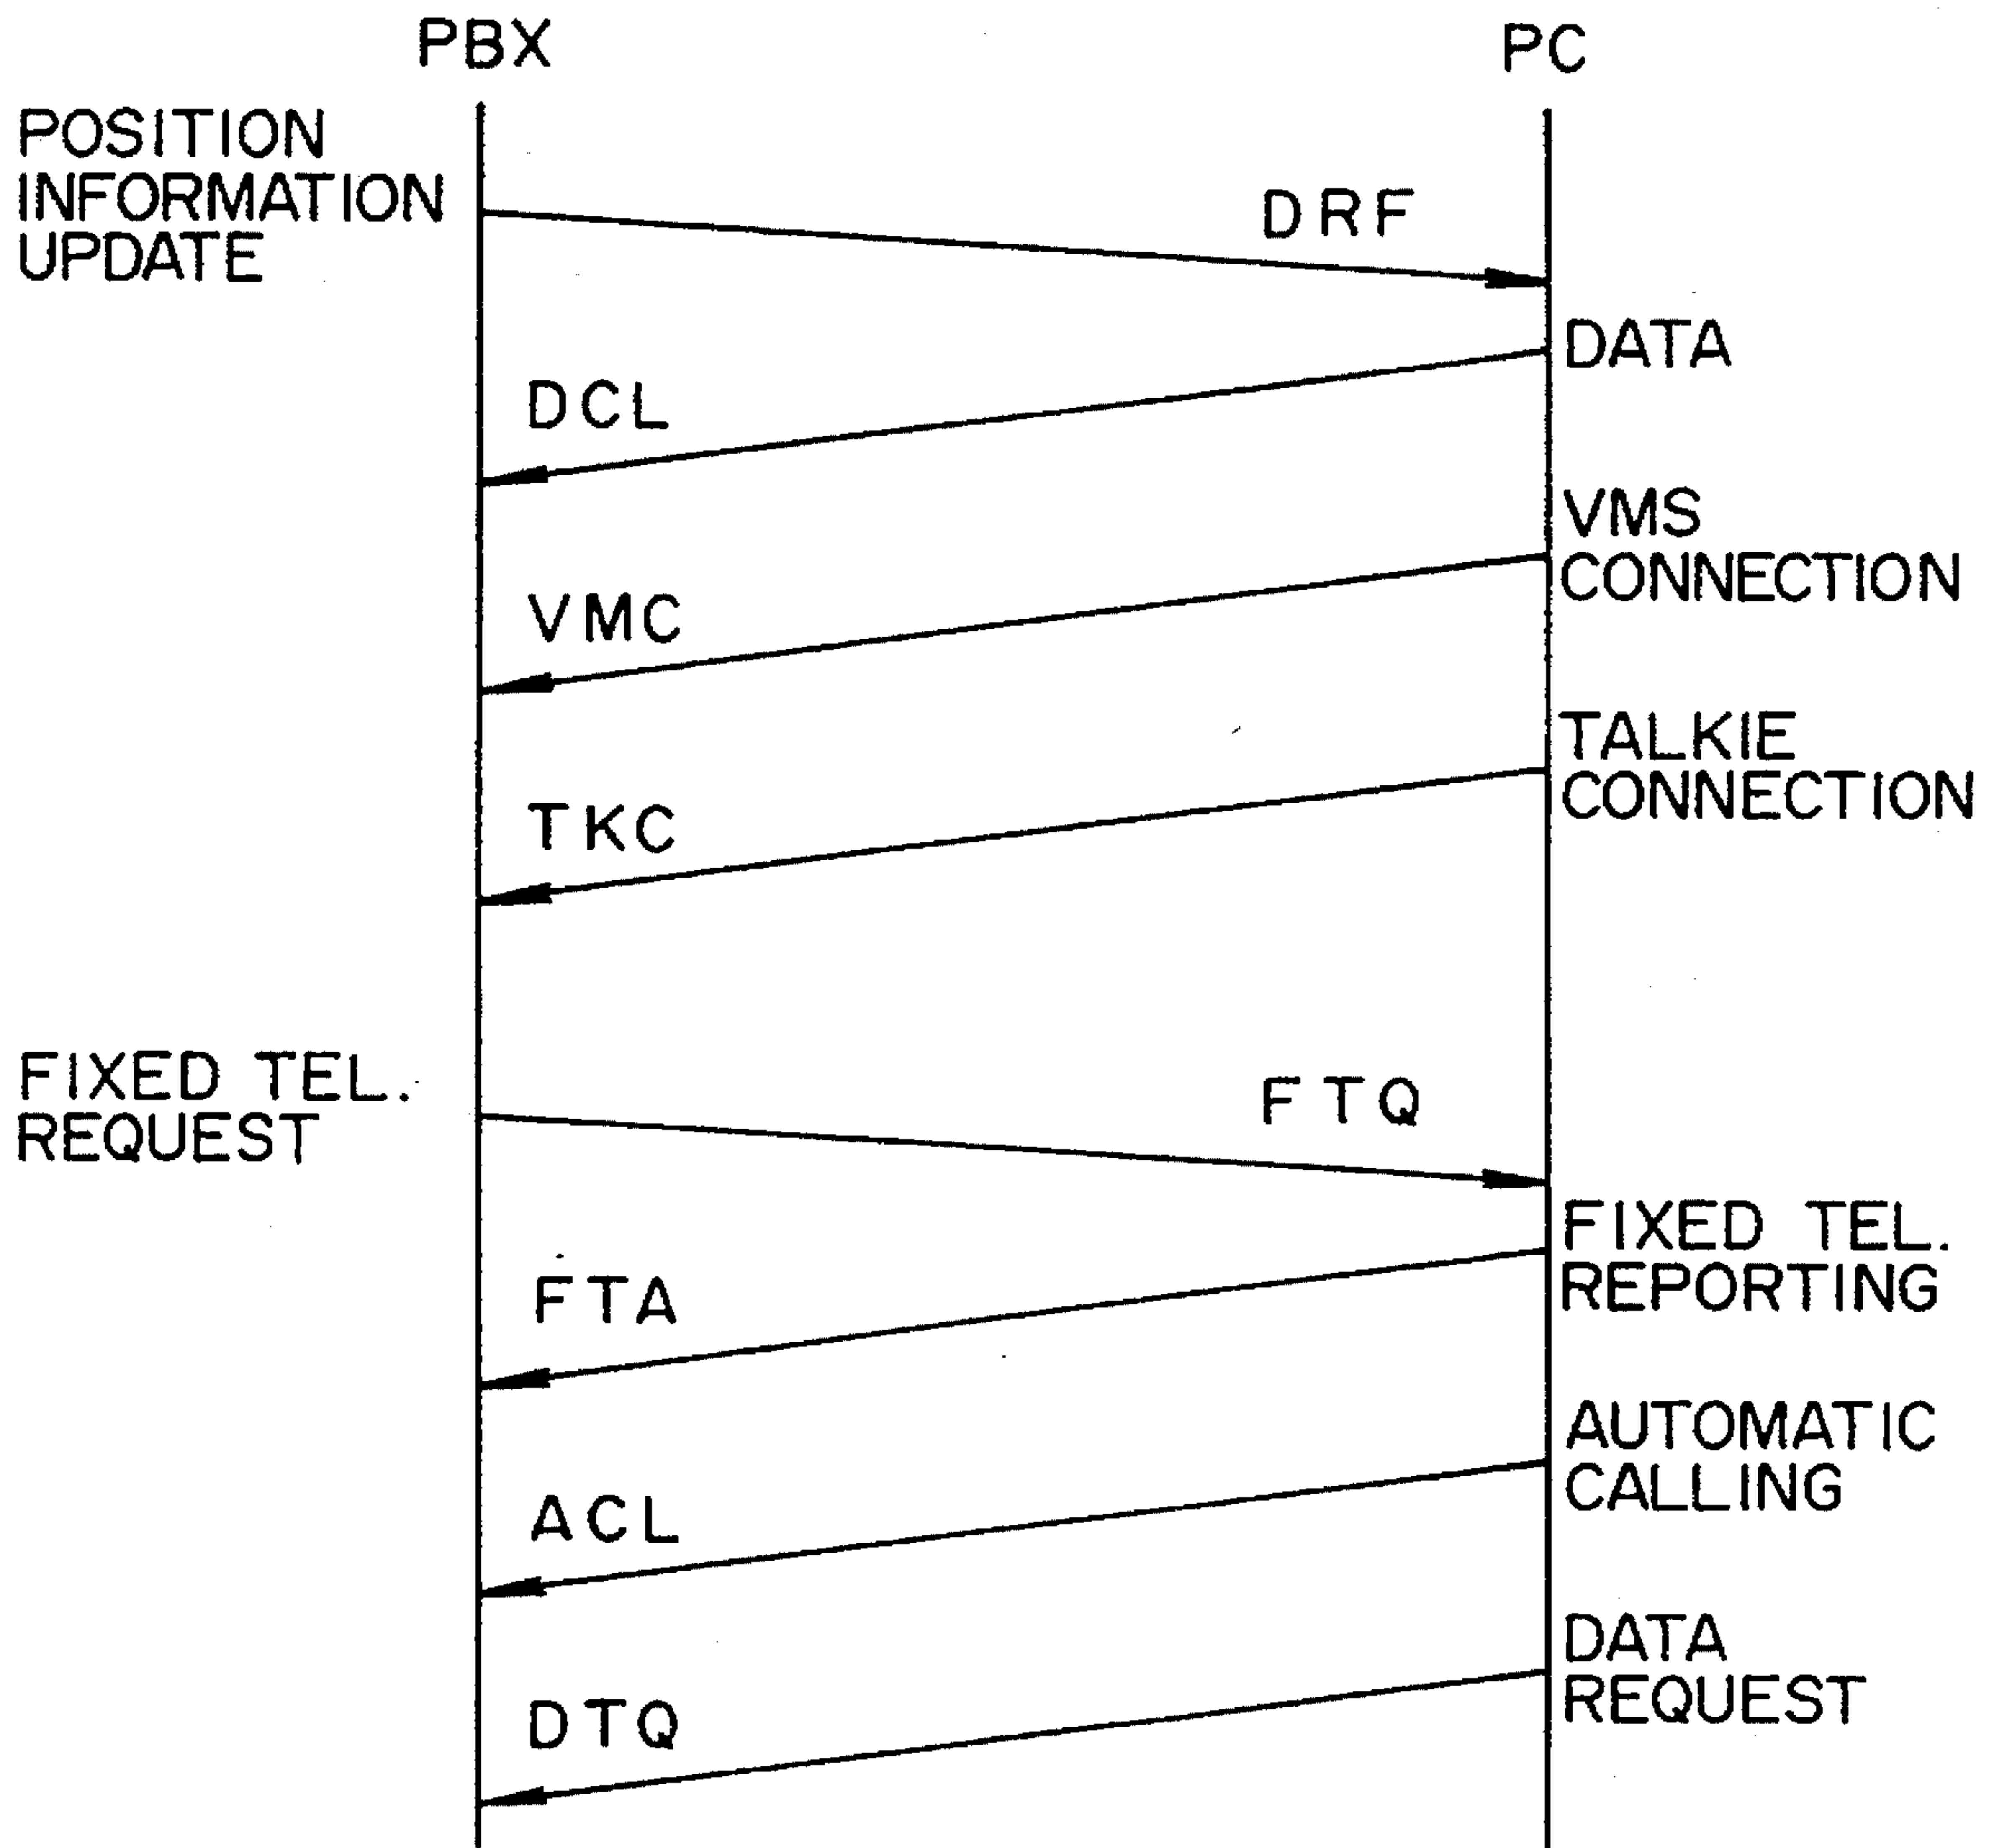 PBX
PC
POSITION
INFORMATION
UPDATE
DRF
DATA
DCL
VMS
CONNECTION
VMC
TALKIE
CONNECTION
TKC
FIXED TEL.
REQUEST
FTQ
FIXED TEL.
REPORTING
FTA
AUTOMATIC
CALLING
ACL
DATA
REQUEST
DTQ